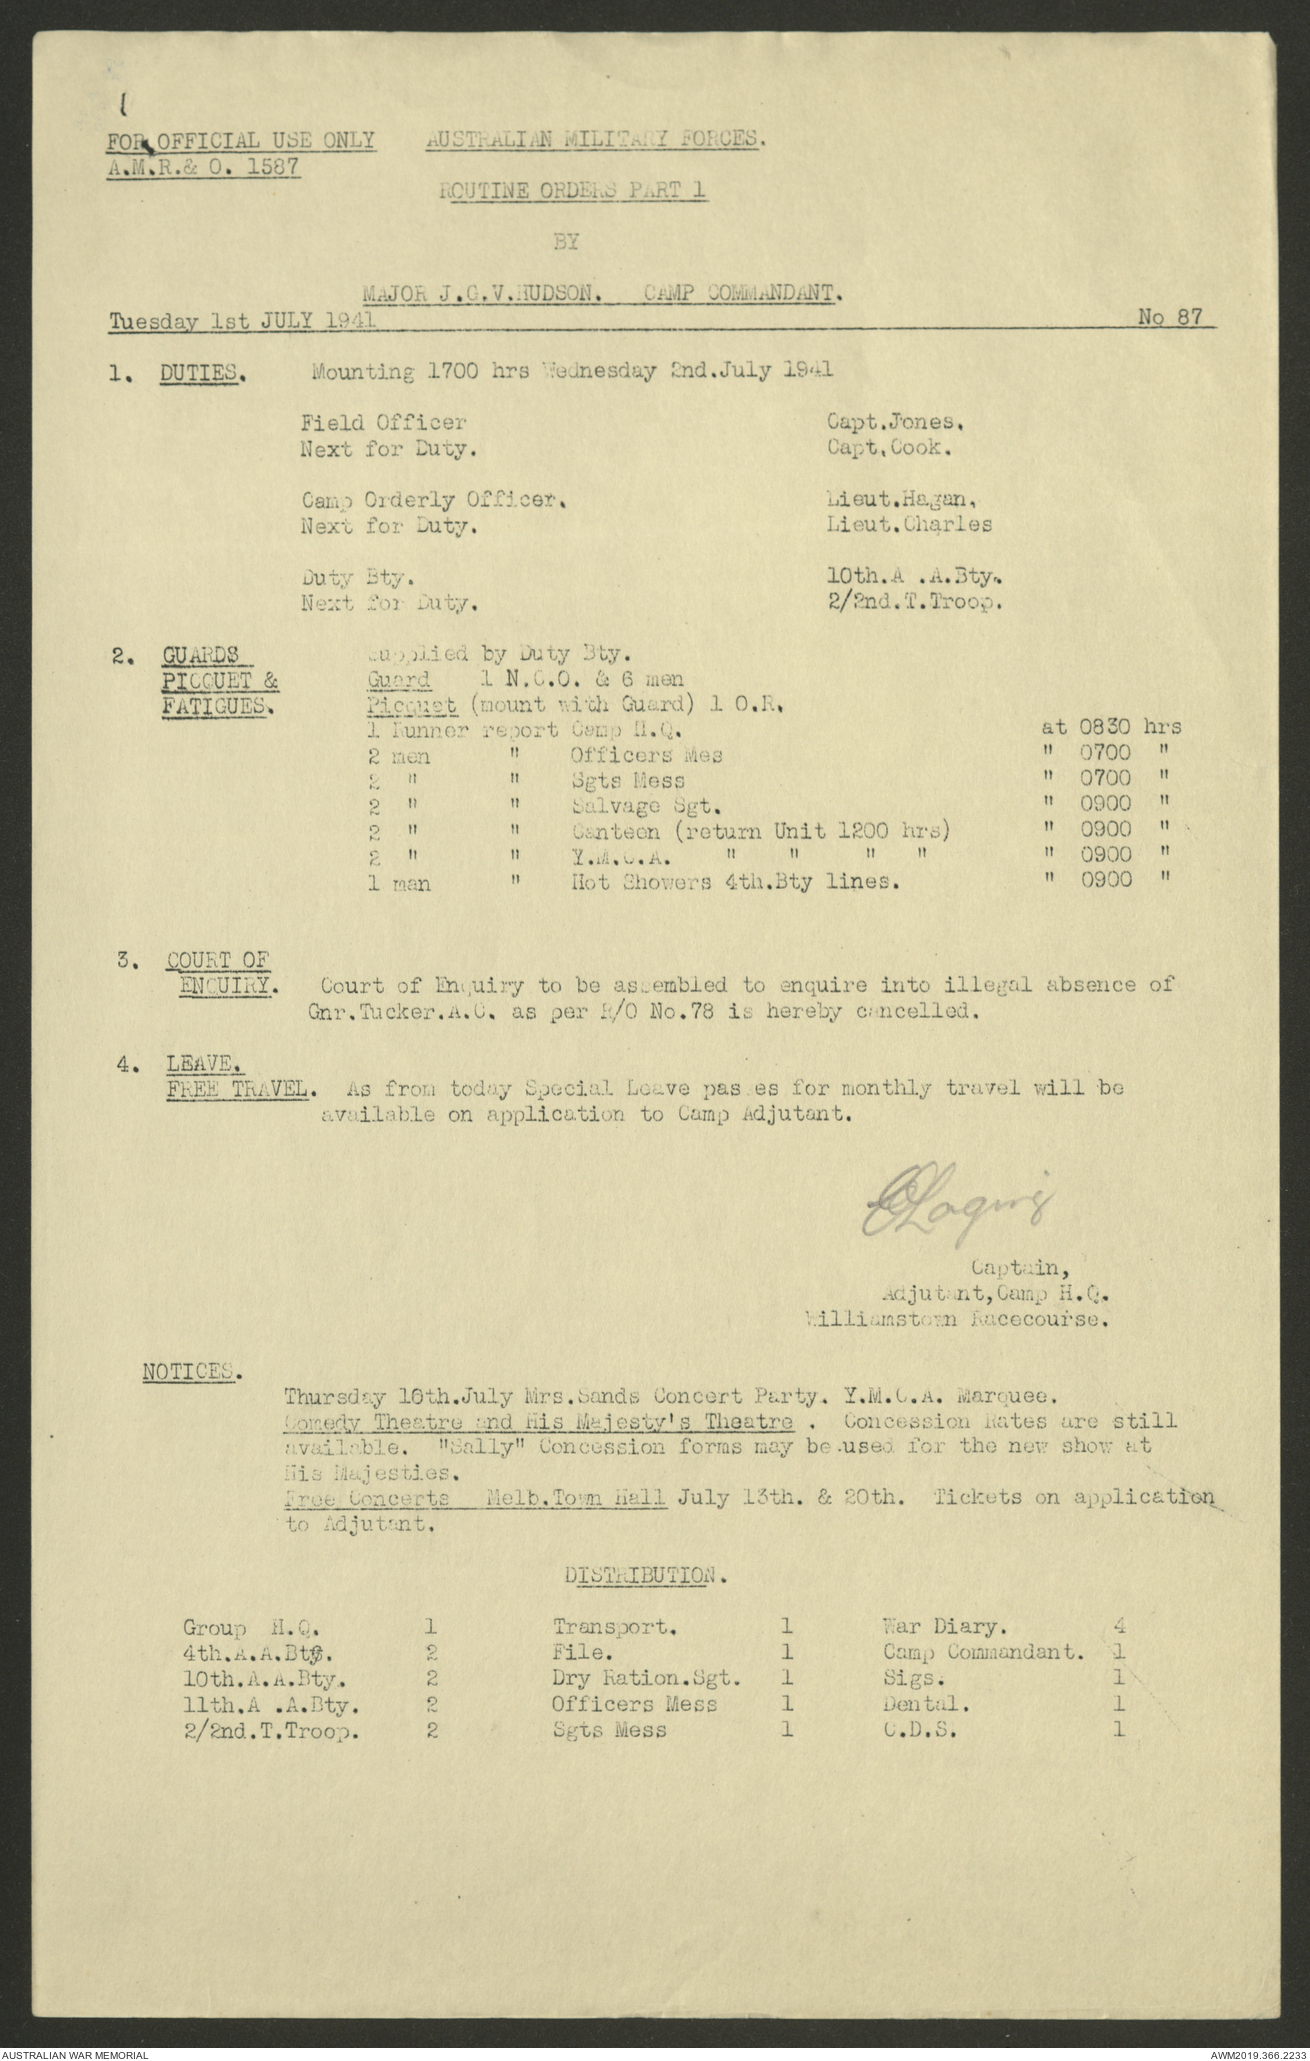 FOR OFFICIAL USE ONLY AUSTRALIAN MILITARY FORCES.
A.M.R.& O. 1587
ROUTINE ORDERS PART 1
BY
MAJOR J.G.V.HUDSON. CAMP COMMANDANT.
Tuesday 1st JULY 1941 No 87
1. DUTIES. Mounting 1700 hrs Wednesday 2nd.July 1941
Field Officer Capt.Jones.
Next for Duty. Capt.Cook.
Camp Orderly Officer. Lieut.Hagan.
Next for Duty. Lieut.Charles
Duty Bty. 10th.A .A.Bty.
Next for Duty. 2/2nd.T.Troop.
2. GUARDS Supplied by Duty Bty.
PICQUET & Guard 1 N.C.O. & 6 men
FATIGUES. Picquet (mount with Guard) 1 O.R.
1 Runner report Camp H.Q. at 0830 hrs
2 men " Officers Mes " 0700 "
2 " " Sgts Mess " 0700 "
2 " " Salvage Sgt. " 0900 "
2 " " Canteen (return Unit 1200 hrs) " 0900 "
2 " " Y.M.C.A. " " " " " 0900 "
1 man " Hot Showers 4th.Bty lines. " 0900 "
3. COURT OF
ENQUIRY. Court of Enquiry to be assembled to enquire into illegal absence of
Gnr.Tucker.A.C. as per R/O No.78 is hereby cancelled.
4. LEAVE.
FREE TRAVEL. As from today Special Leave passes for monthly travel will be
available on application to Camp Adjutant.
Captain,
Adjutant,Camp H.Q.
Williamstown Racecourse.
NOTICES.
Thursday 10th.July Mrs.Sands Concert Party. Y.M.C.A. Marquee.
Comedy Theatre and His Majesty's Theatre . Concession Rates are still
available. "Sally" Concession forms may be used for the new show at
His Majesties.
Free Concerts Melb.Town Hall July 13th. & 20th. Tickets on application
to Adjutant.
DISTRIBUTION.
Group H.Q. 1 Transport. 1 War Diary. 4
4th.A.A.Bty. 2 File. 1 Camp Commandant. 1
10th.A.A.Bty. 2 Dry Ration.Sgt. 1 Sigs. 1
11th.A .A.Bty. 2 Officers Mess 1 Dental. 1
2/2nd.T.Troop. 2 Sgts Mess 1 C.D.S. 1
AUSTRALIAN WAR MEMORIAL AWM2019.366.2233